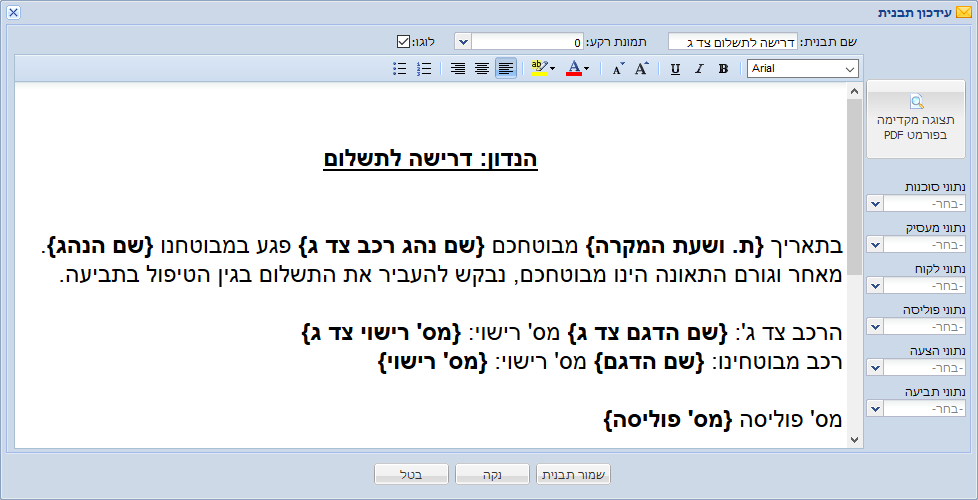 עידכון תבנית
שם תבנית: דרישה לתשלום צד ג תמונת רקע: 0 לוגו:
Arial B I U A A A ab
תצוגה מקדימה
בפורמט PDF
נתוני סוכנות
-בחר-
נתוני מעסיק
-בחר-
נתוני לקוח
-בחר-
נתוני פוליסה
-בחר-
נתוני הצעה
-בחר-
נתוני תביעה
-בחר-
הנדון: דרישה לתשלום
בתאריך {ת. ושעת המקרה} מבוטחכם {שם נהג רכב צד ג} פגע במבוטחנו {שם הנהג}.
מאחר וגורם התאונה הינו מבוטחכם, נבקש להעביר את התשלום בגין הטיפול בתביעה.
הרכב צד ג': {שם הדגם צד ג} מס' רישוי: {מס' רישוי צד ג}
רכב מבוטחינו: {שם הדגם} מס' רישוי: {מס' רישוי}
מס' פוליסה {מס' פוליסה}
שמור תבנית נקה בטל